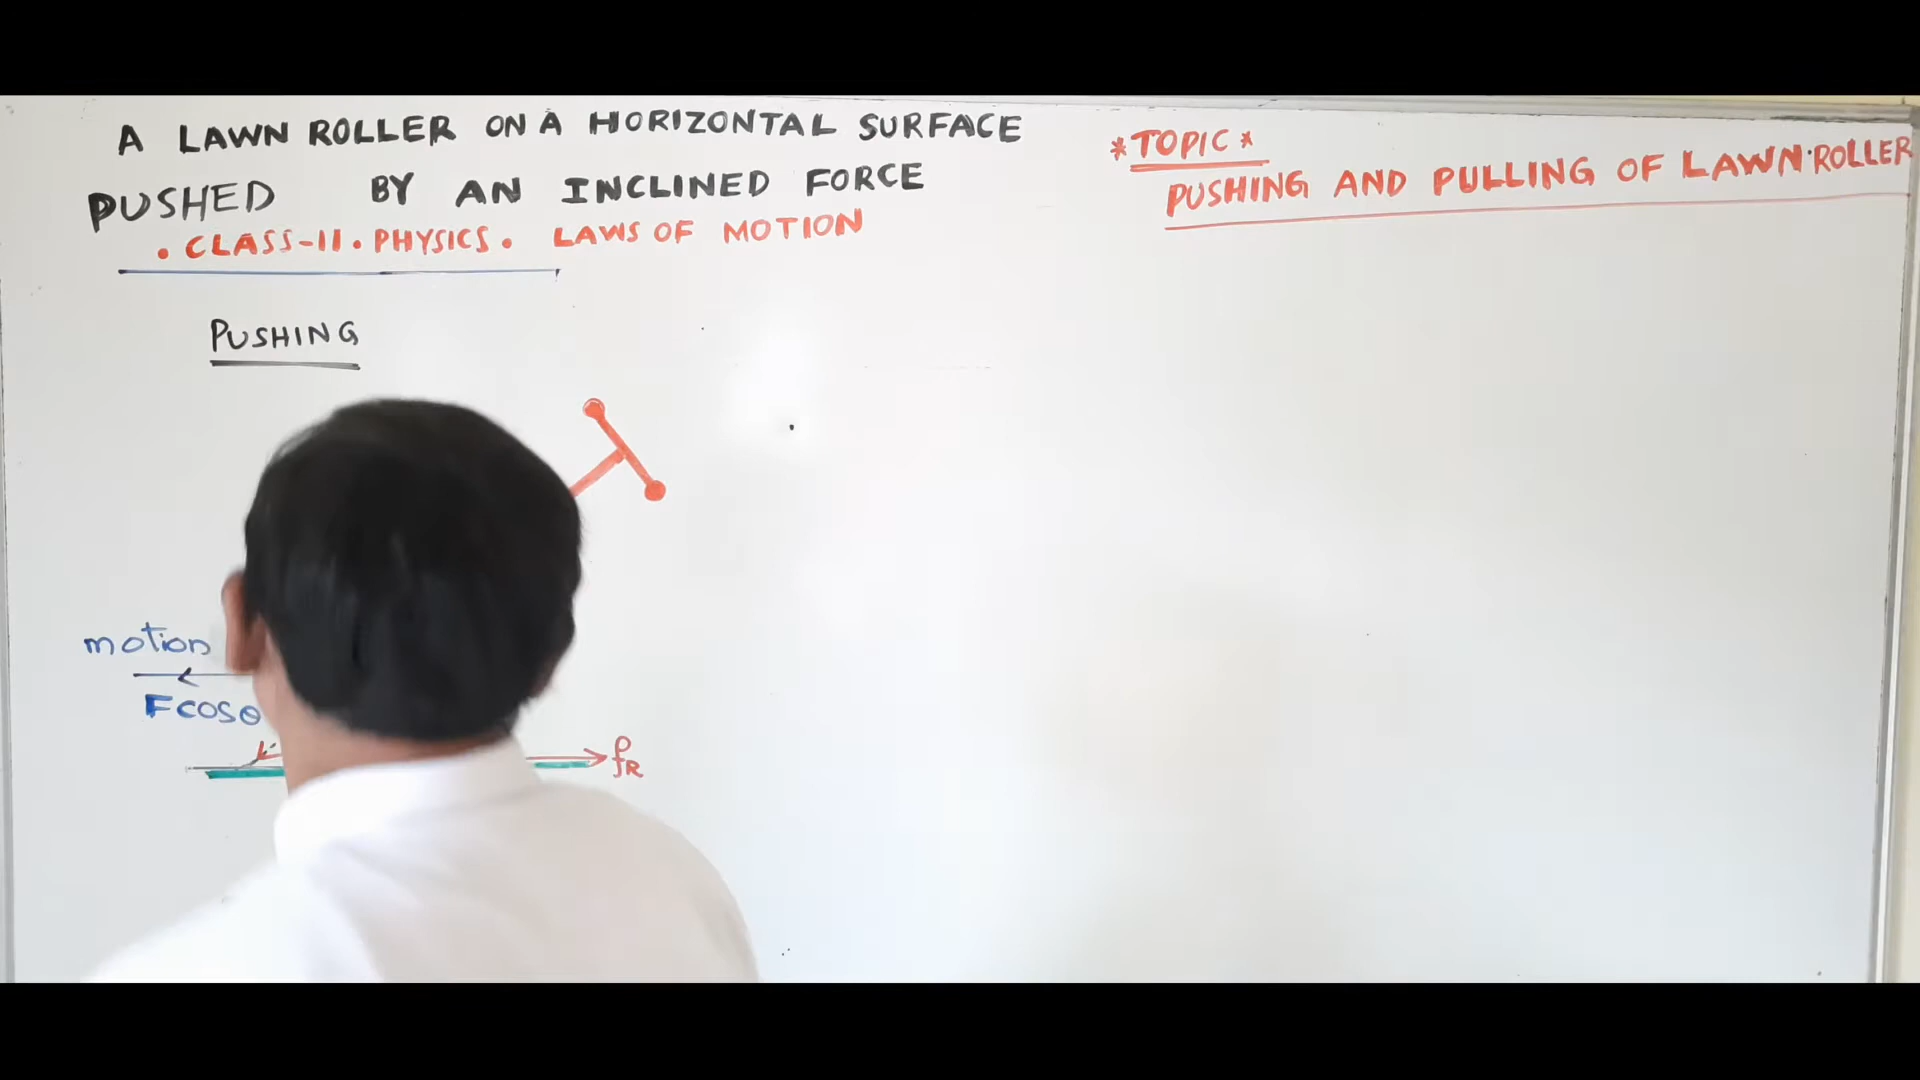 A LAWN ROLLER ON A HORIZONTAL SURFACE
PUSHED BY AN INCLINED FORCE
• CLASS-11 • PHYSICS • LAWS OF MOTION
*TOPIC*
PUSHING AND PULLING OF LAWN·ROLLER
PUSHING
motion
Fcosθ
fR